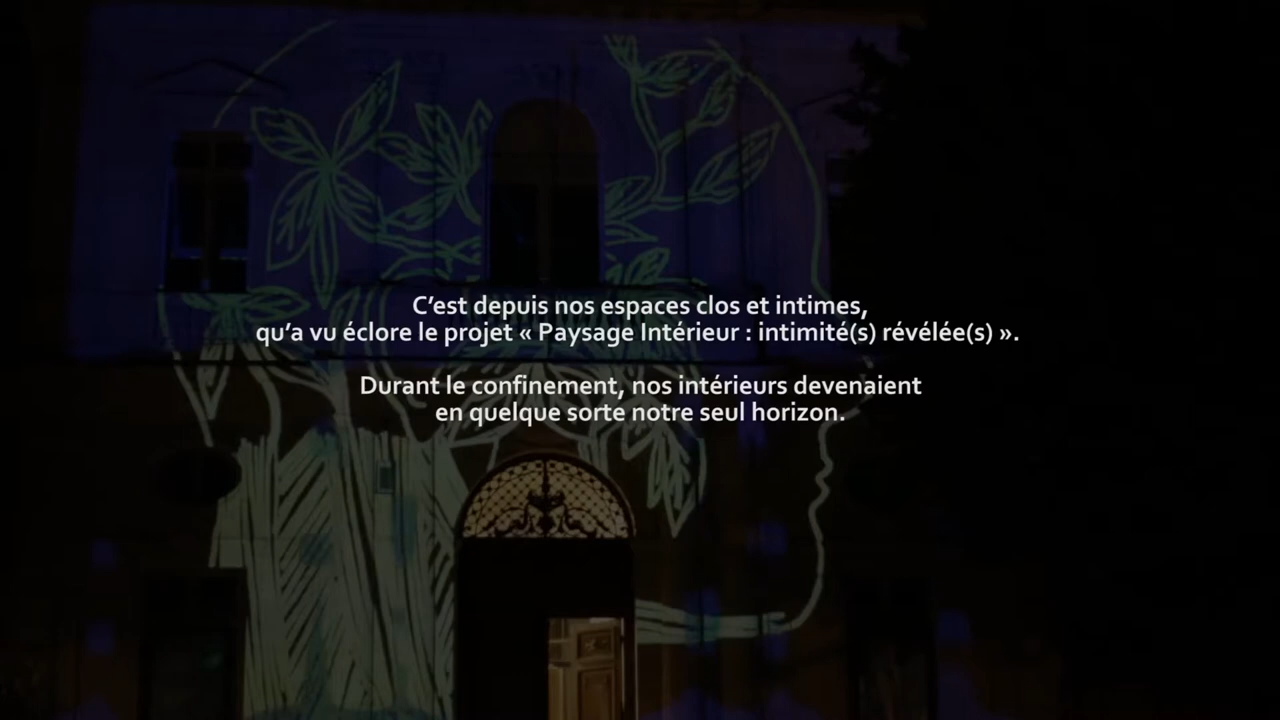 C’est depuis nos espaces clos et intimes,
qu’a vu éclore le projet « Paysage Intérieur : intimité(s) révélée(s) ».
Durant le confinement, nos intérieurs devenaient
en quelque sorte notre seul horizon.